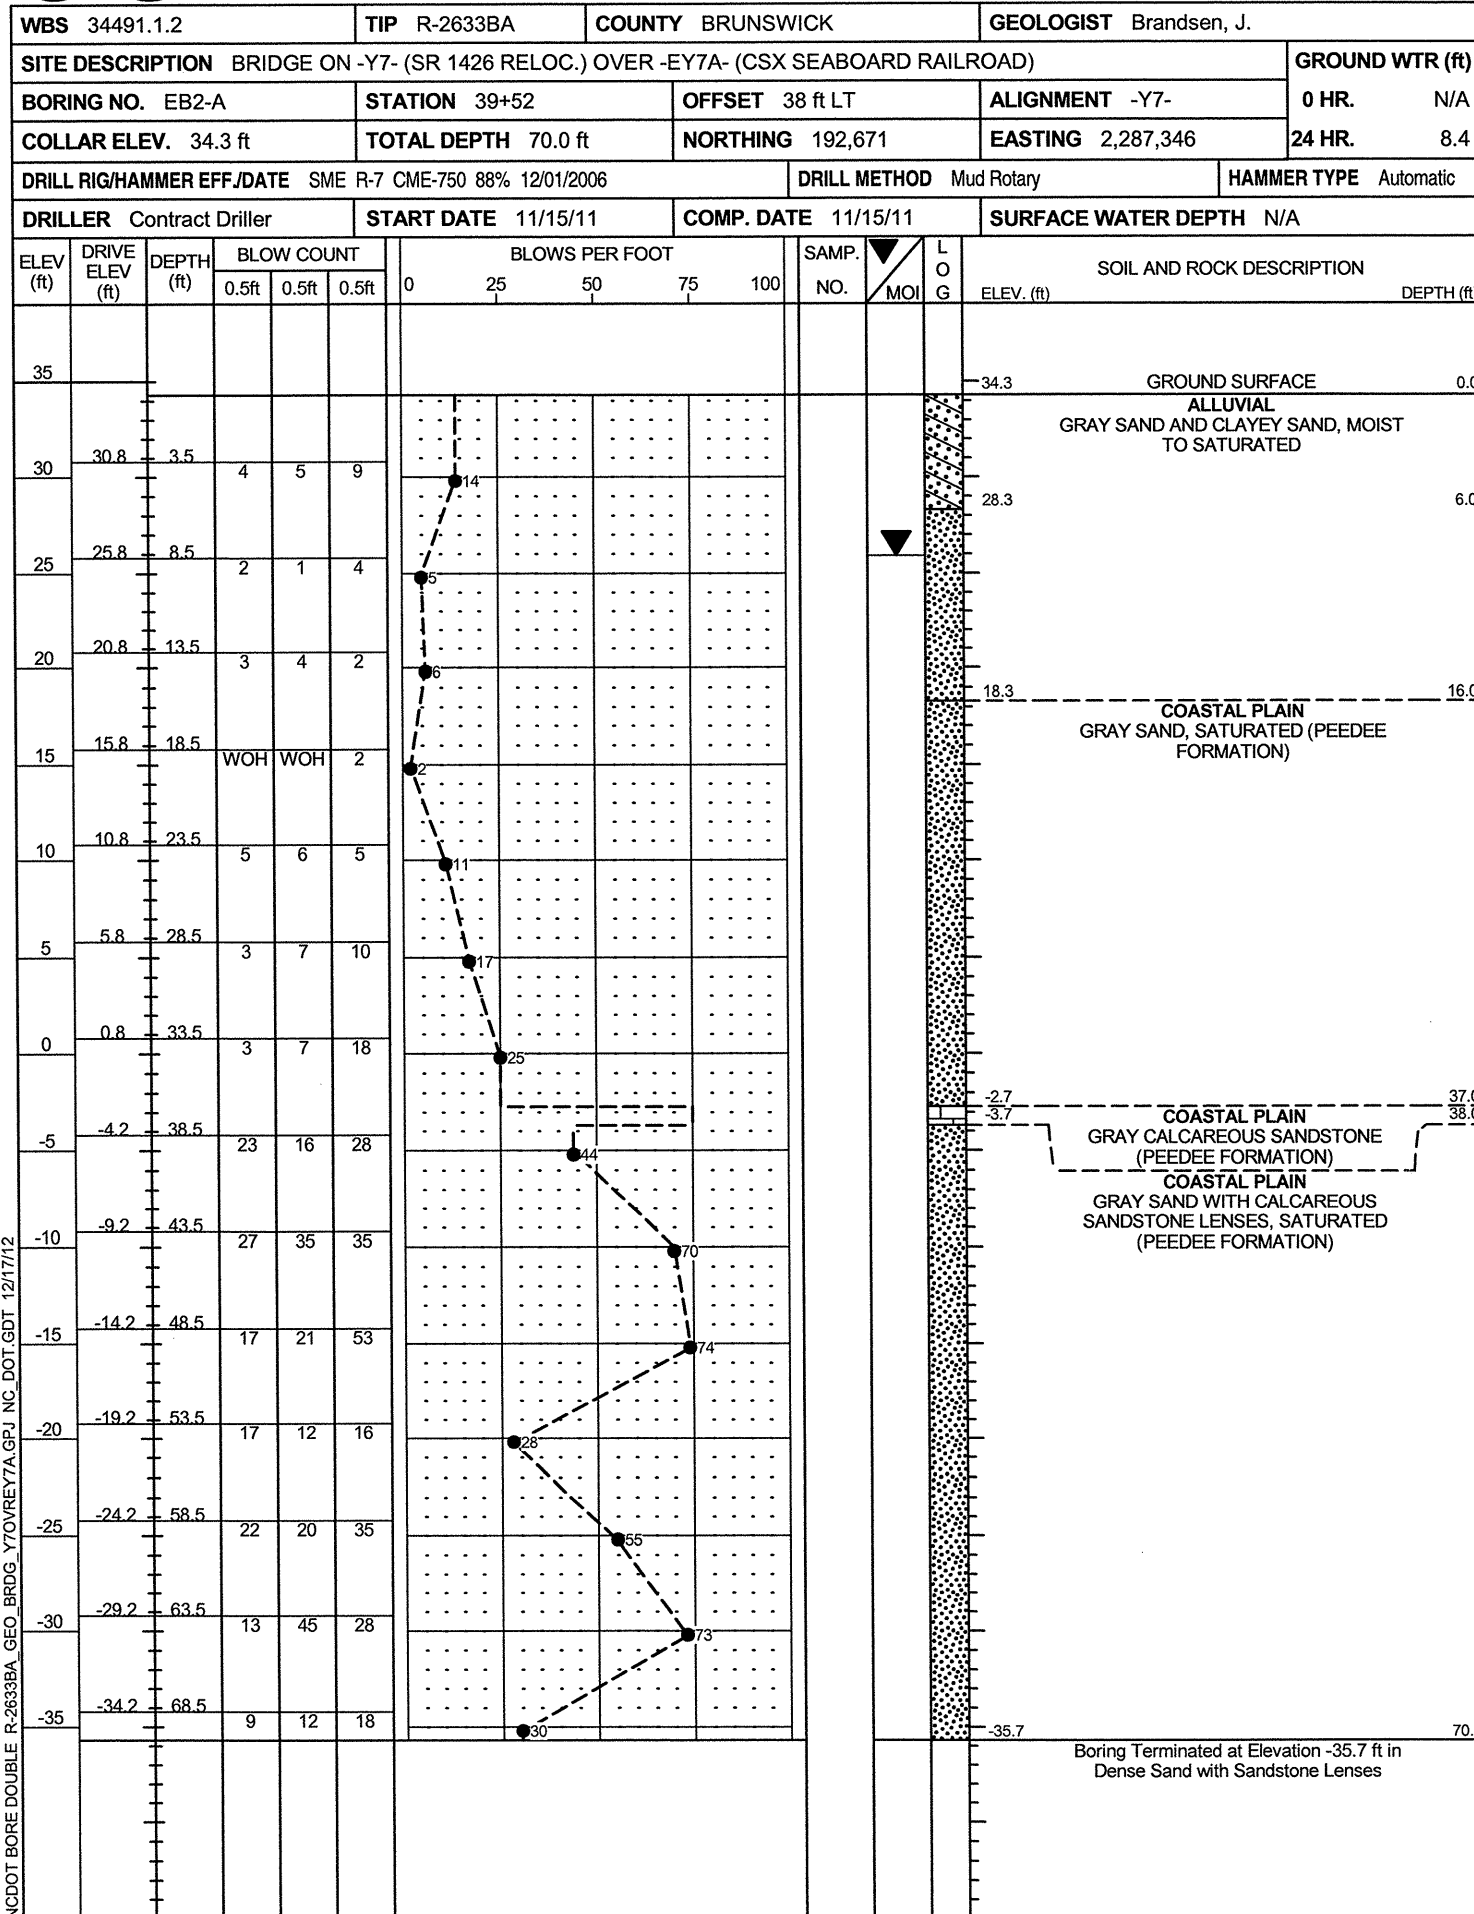 WBS 34491.1.2 TIP R-2633BA COUNTY BRUNSWICK GEOLOGIST Brandsen, J.
SITE DESCRIPTION BRIDGE ON -Y7- (SR 1426 RELOC.) OVER -EY7A- (CSX SEABOARD RAILROAD) GROUND WTR (ft)
BORING NO. EB2-A STATION 39+52 OFFSET 38 ft LT ALIGNMENT -Y7- 0 HR. N/A
COLLAR ELEV. 34.3 ft TOTAL DEPTH 70.0 ft NORTHING 192,671 EASTING 2,287,346 24 HR. 8.4
DRILL RIG/HAMMER EFF./DATE SME R-7 CME-750 88% 12/01/2006 DRILL METHOD Mud Rotary HAMMER TYPE Automatic
DRILLER Contract Driller START DATE 11/15/11 COMP. DATE 11/15/11 SURFACE WATER DEPTH N/A
ELEV (ft) DRIVE ELEV (ft) DEPTH (ft) BLOW COUNT BLOWS PER FOOT SAMP. NO. MOI LOG SOIL AND ROCK DESCRIPTION
0.5ft 0.5ft 0.5ft 0 25 50 75 100 ELEV. (ft) DEPTH (ft
35
34.3 GROUND SURFACE 0.0
ALLUVIAL
GRAY SAND AND CLAYEY SAND, MOIST
TO SATURATED
30 30.8 3.5 4 5 9 14
28.3 6.0
25 25.8 8.5 2 1 4 5
20 20.8 13.5 3 4 2 6
18.3 16.0
COASTAL PLAIN
GRAY SAND, SATURATED (PEEDEE
FORMATION)
15 15.8 18.5 WOH WOH 2 2
10 10.8 23.5 5 6 5 11
5 5.8 28.5 3 7 10 17
0 0.8 33.5 3 7 18 25
-2.7 37.0
-3.7 COASTAL PLAIN 38.0
GRAY CALCAREOUS SANDSTONE
(PEEDEE FORMATION)
-5 -4.2 38.5 23 16 28 44
COASTAL PLAIN
GRAY SAND WITH CALCAREOUS
SANDSTONE LENSES, SATURATED
(PEEDEE FORMATION)
-10 -9.2 43.5 27 35 35 70
-15 -14.2 48.5 17 21 53 74
-20 -19.2 53.5 17 12 16 28
-25 -24.2 58.5 22 20 35 55
-30 -29.2 63.5 13 45 28 73
-35 -34.2 68.5 9 12 18 30
-35.7 70.
Boring Terminated at Elevation -35.7 ft in
Dense Sand with Sandstone Lenses
NCDOT BORE DOUBLE R-2633BA_GEO_BRDG_Y7OVREY7A.GPJ NC_DOT.GDT 12/17/12